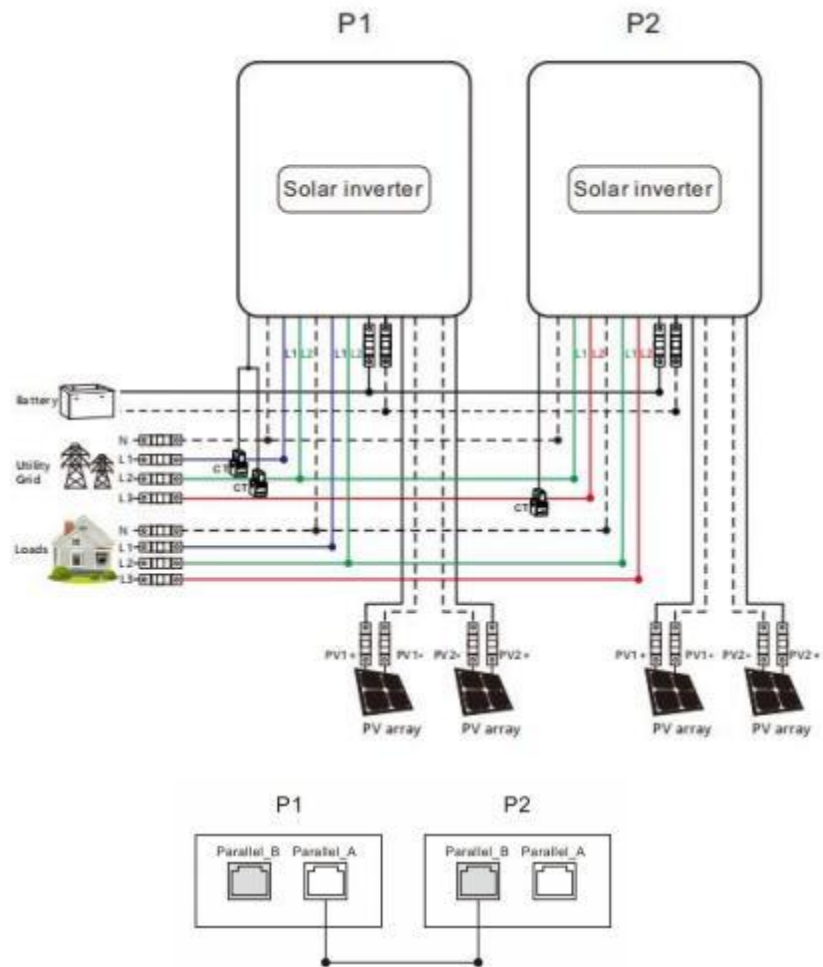 P1
P2
Solar inverter
Solar inverter
L1 L2
L1 L2
L1 L2
L1 L2
Battery
Utility
Grid
N
L1
L2
L3
CT
CT
CT
Loads
N
L1
L2
L3
PV1+
PV1-
PV2-
PV2+
PV1+
PV1-
PV2-
PV2+
PV array
PV array
PV array
PV array
P1
P2
Parallel_B
Parallel_A
Parallel_B
Parallel_A